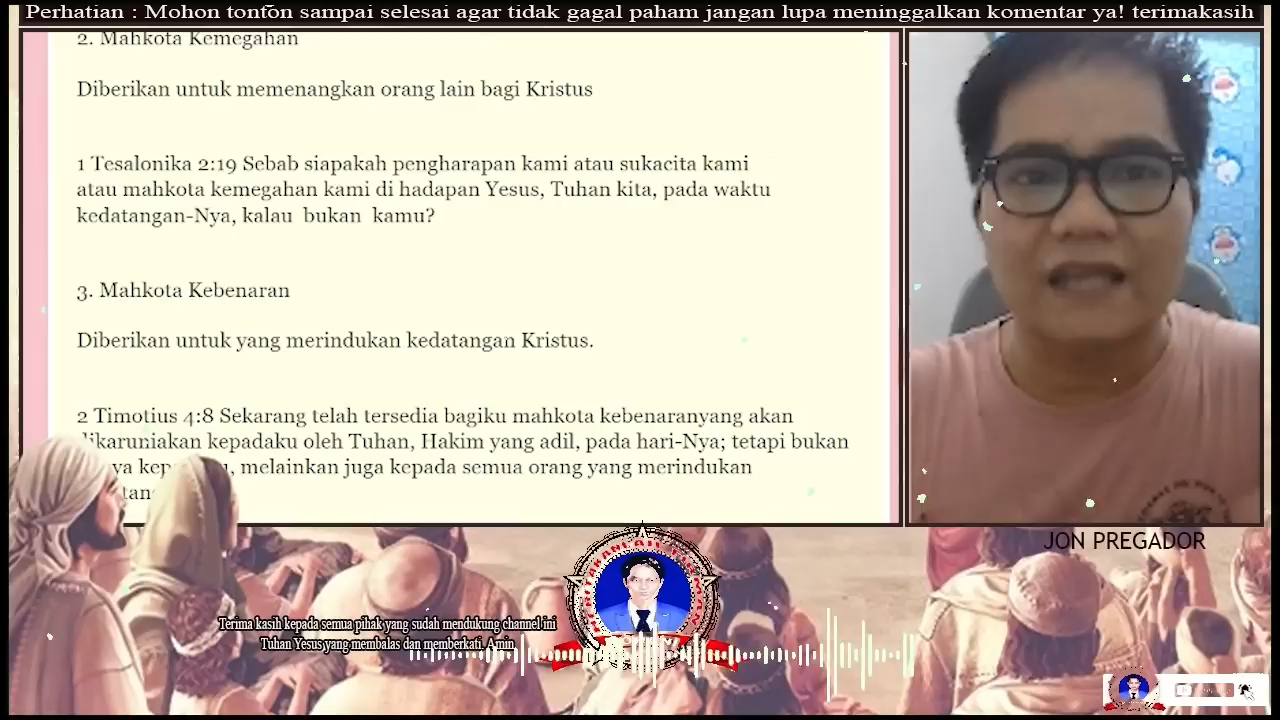 Perhatian : Mohon tonton sampai selesai agar tidak gagal paham jangan lupa meninggalkan komentar ya! terimakasih
2. Mahkota Kemegahan
Diberikan untuk memenangkan orang lain bagi Kristus
1 Tesalonika 2:19 Sebab siapakah pengharapan kami atau sukacita kami
atau mahkota kemegahan kami di hadapan Yesus, Tuhan kita, pada waktu
kedatangan-Nya, kalau bukan kamu?
3. Mahkota Kebenaran
Diberikan untuk yang merindukan kedatangan Kristus.
2 Timotius 4:8 Sekarang telah tersedia bagiku mahkota kebenaranyang akan
dikaruniakan kepadaku oleh Tuhan, Hakim yang adil, pada hari-Nya; tetapi bukan
melainkan juga kepada semua orang yang merindukan
JON PREGADOR
Terima kasih kepada semua pihak yang sudah mendukung channel ini
Tuhan Yesus yang membalas dan memberkati. Amin.